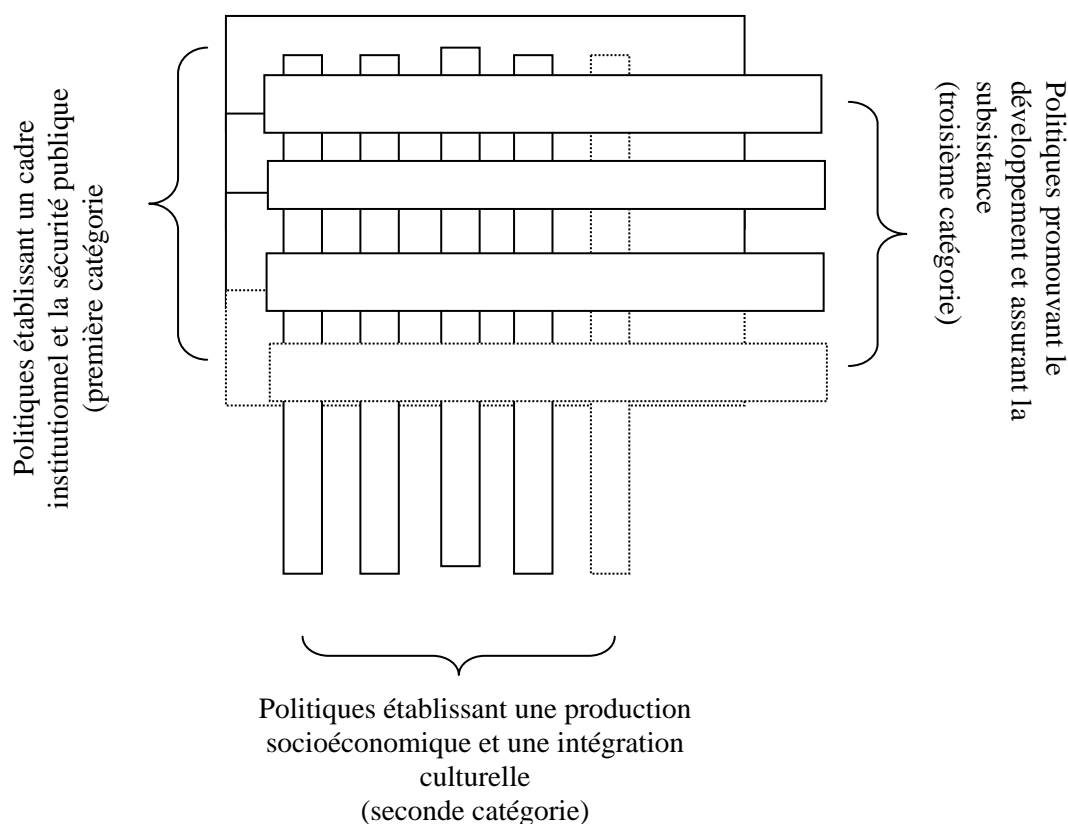 Politiques établissant un cadre
institutionnel et la sécurité publique
(première catégorie)
Politiques promouvant le
développement et assurant la
subsistance
(troisième catégorie)
Politiques établissant une production
socioéconomique et une intégration
culturelle
(seconde catégorie)